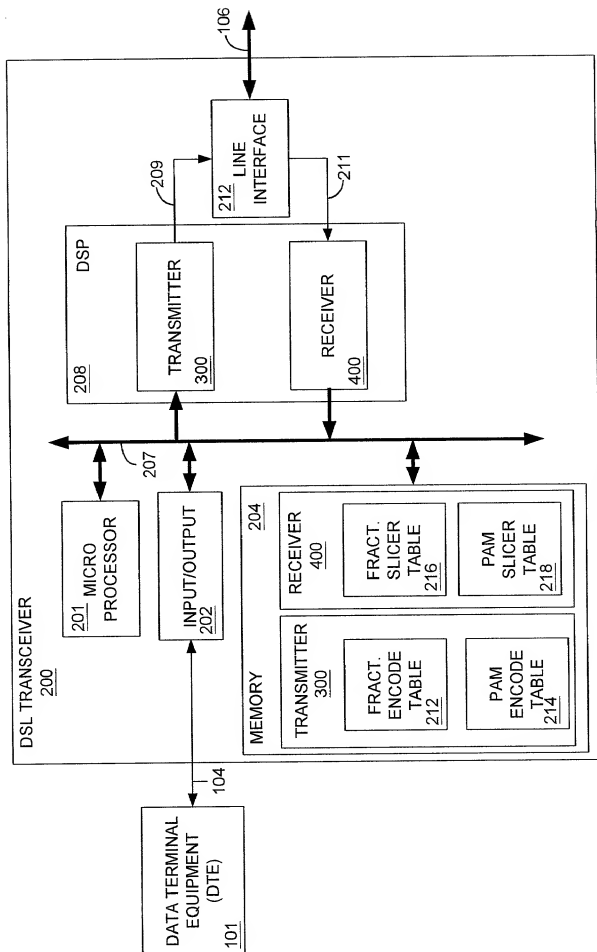 DSL TRANSCEIVER
200
201 MICRO
PROCESSOR
INPUT/OUTPUT
202
207
208
DSP
TRANSMITTER
300
RECEIVER
400
209
212 LINE
INTERFACE
211
106
MEMORY
204
TRANSMITTER
300
FRACT.
ENCODE
TABLE
212
PAM
ENCODE
TABLE
214
RECEIVER
400
FRACT.
SLICER
TABLE
216
PAM
SLICER
TABLE
218
104
DATA TERMINAL
EQUIPMENT
(DTE)
101